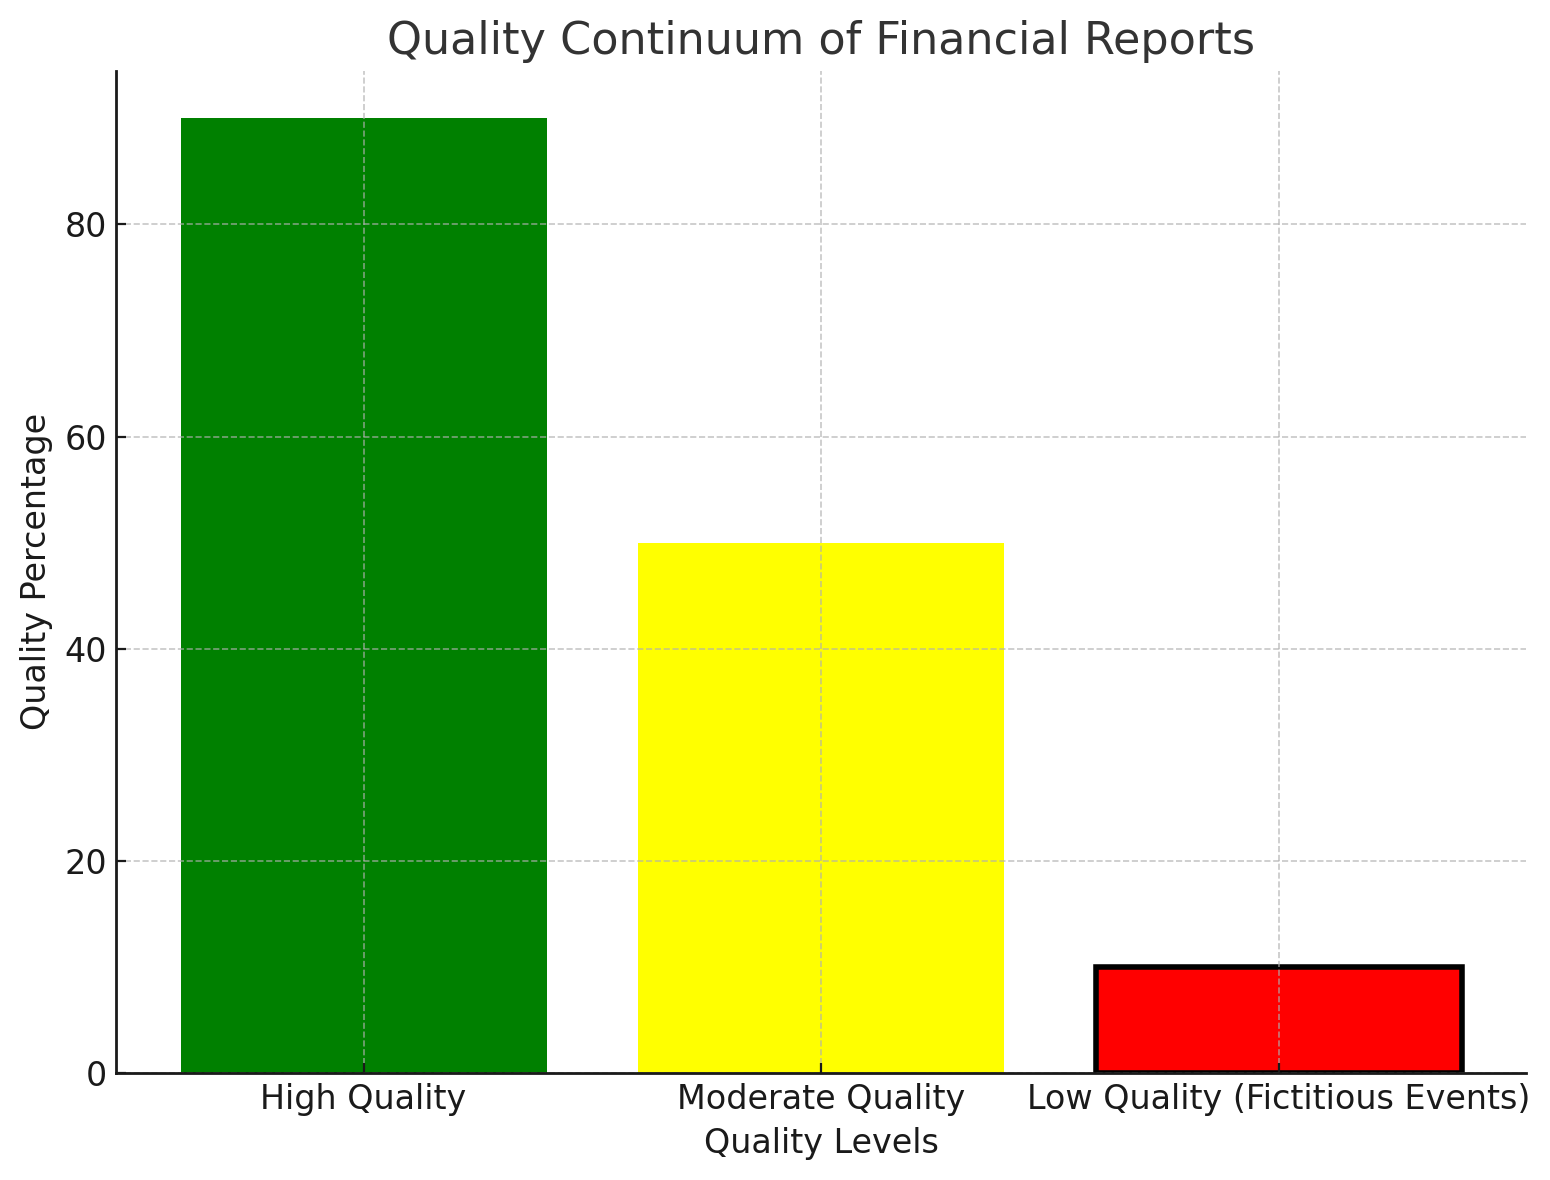 Quality Continuum of Financial Reports
Quality Percentage
80
60
40
20
0
High Quality
Moderate Quality
Low Quality (Fictitious Events)
Quality Levels